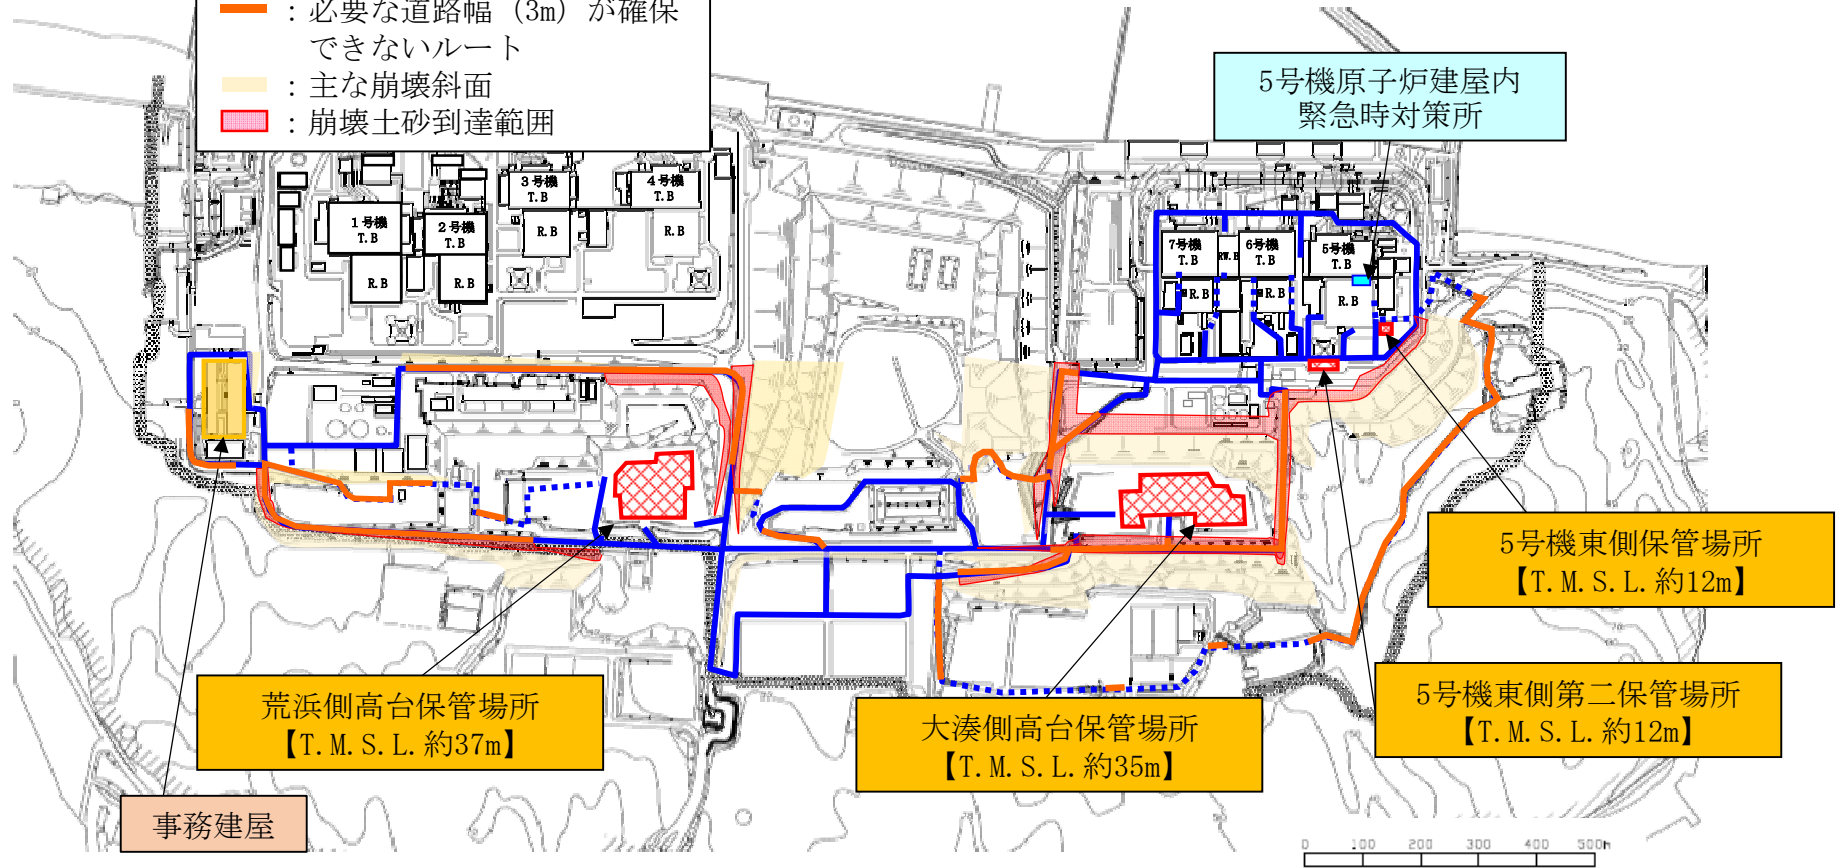 ：必要な道路幅（3m）が確保
できないルート
：主な崩壊斜面
：崩壊土砂到達範囲
5号機原子炉建屋内
緊急時対策所
1号機
T.B
R.B
2号機
T.B
R.B
3号機
T.B
R.B
4号機
T.B
R.B
7号機
T.B
R.B
RW.B
6号機
T.B
R.B
5号機
T.B
R.B
5号機東側保管場所
【T.M.S.L.約12m】
5号機東側第二保管場所
【T.M.S.L.約12m】
荒浜側高台保管場所
【T.M.S.L.約37m】
大湊側高台保管場所
【T.M.S.L.約35m】
事務建屋
0 100 200 300 400 500m